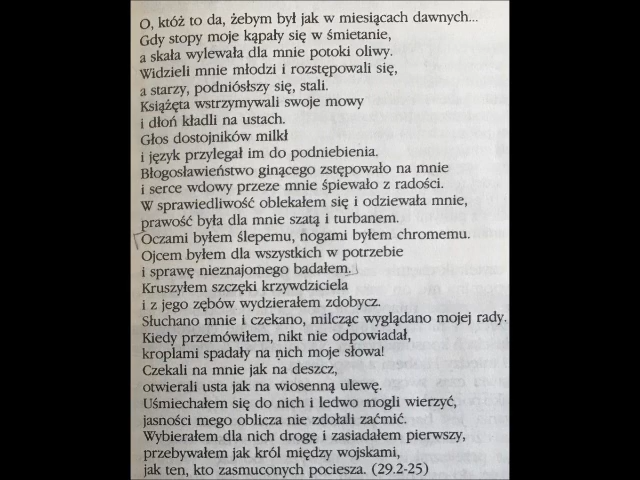 O, któż to da, żebym był jak w miesiącach dawnych...
Gdy stopy moje kąpały się w śmietanie,
a skała wylewała dla mnie potoki oliwy.
Widzieli mnie młodzi i rozstępowali się,
a starzy, podniósłszy się, stali.
Książęta wstrzymywali swoje mowy
i dłoń kładli na ustach.
Głos dostojników milkł
i język przylegał im do podniebienia.
Błogosławieństwo ginącego zstępowało na mnie
i serce wdowy przeze mnie śpiewało z radości.
W sprawiedliwość oblekałem się i odziewała mnie,
prawość była dla mnie szatą i turbanem.
Oczami byłem ślepemu, nogami byłem chromemu.
Ojcem byłem dla wszystkich w potrzebie
i sprawę nieznajomego badałem.
Kruszyłem szczęki krzywdziciela
i z jego zębów wydzierałem zdobycz.
Słuchano mnie i czekano, milcząc wyglądano mojej rady.
Kiedy przemówiłem, nikt nie odpowiadał,
kroplami spadały na nich moje słowa!
Czekali na mnie jak na deszcz,
otwierali usta jak na wiosenną ulewę.
Uśmiechałem się do nich i ledwo mogli wierzyć,
jasności mego oblicza nie zdołali zaćmić.
Wybierałem dla nich drogę i zasiadałem pierwszy,
przebywałem jak król między wojskami,
jak ten, kto zasmuconych pociesza. (29.2-25)